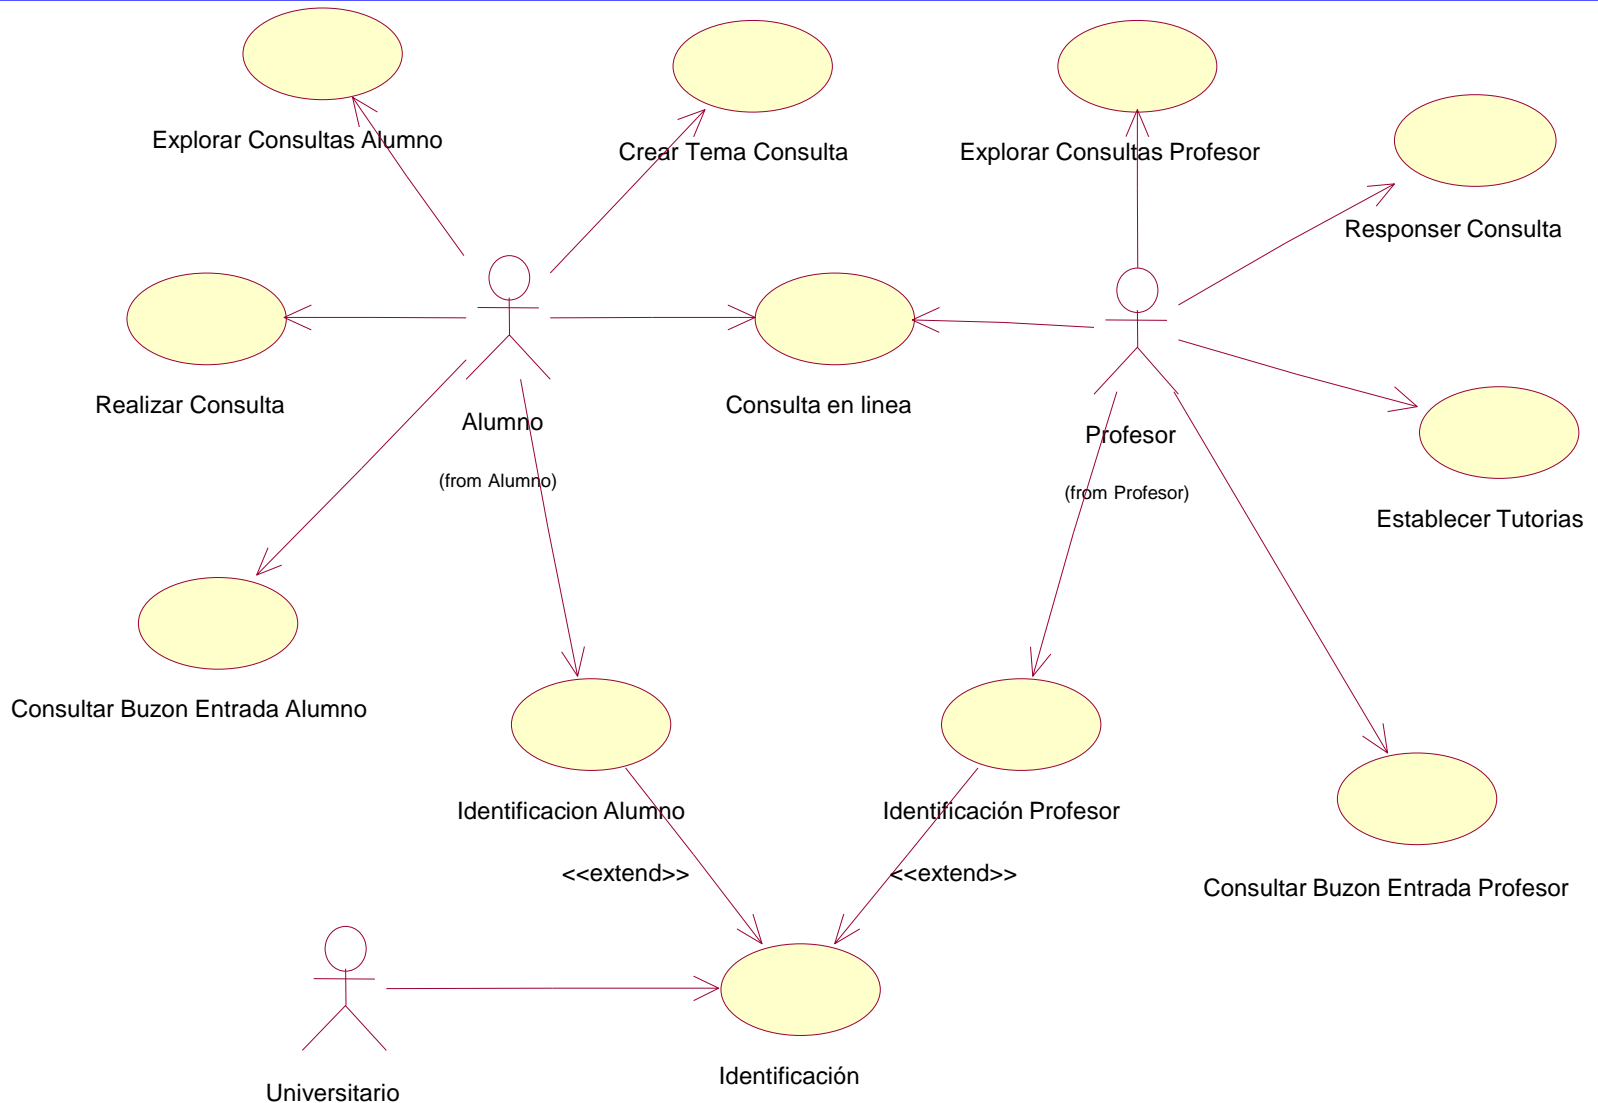 Explorar Consultas Alumno
Crear Tema Consulta
Explorar Consultas Profesor
Responser Consulta
Realizar Consulta
Consulta en linea
Alumno
(from Alumno)
Profesor
(from Profesor)
Establecer Tutorias
Consultar Buzon Entrada Alumno
Identificacion Alumno
Identificación Profesor
<<extend>>
<<extend>>
Consultar Buzon Entrada Profesor
Universitario
Identificación